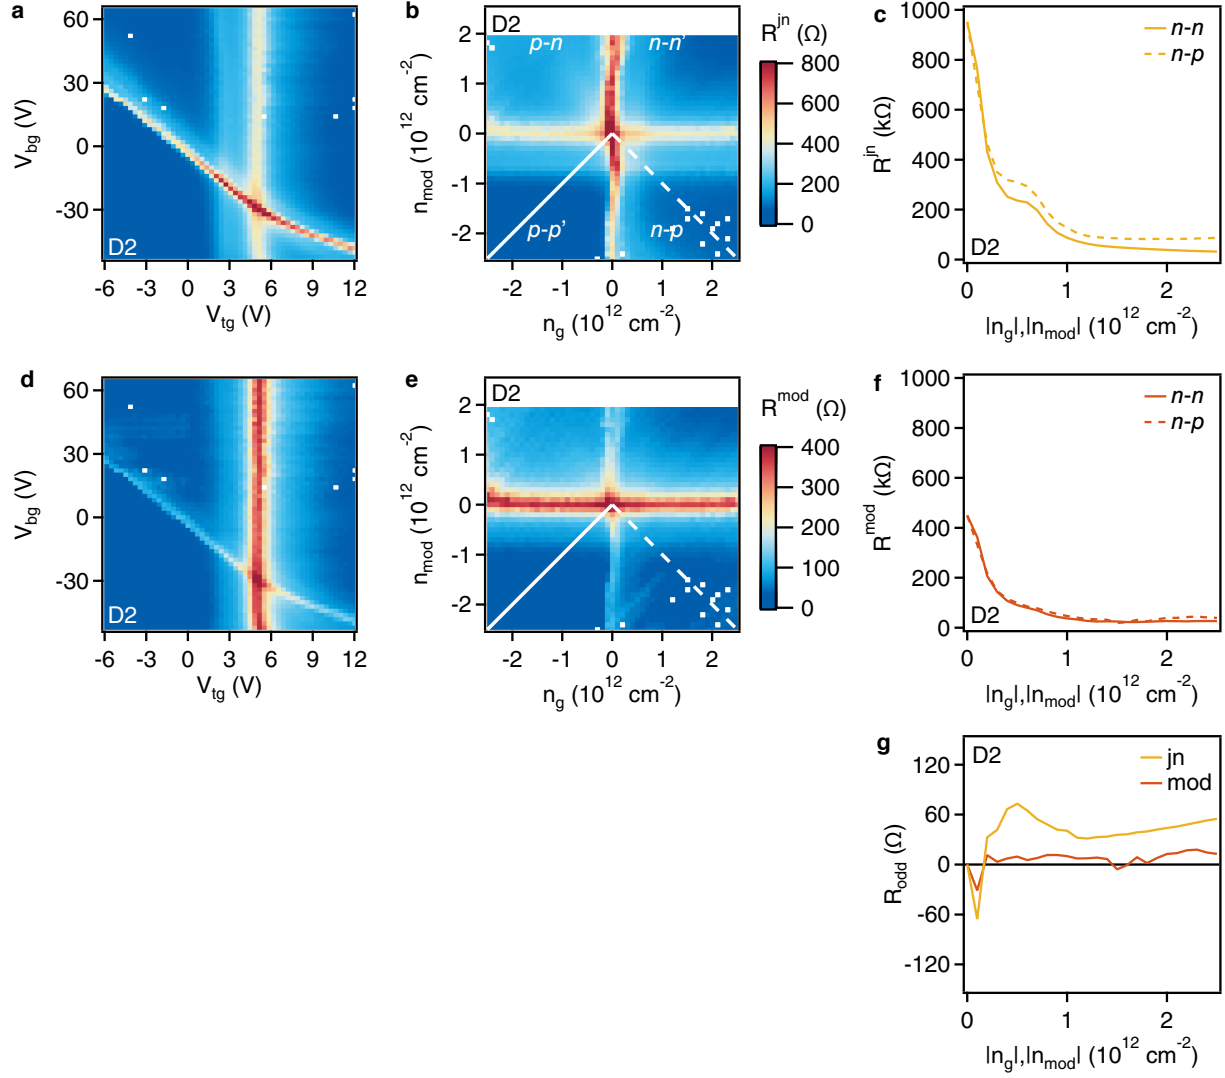 a
60
30
0
-30
V_bg (V)
D2
-6 -3 0 3 6 9 12
V_tg (V)
b
D2
p-n n-n'
p-p' n-p
2
1
0
-1
-2
n_mod (10^12 cm^-2)
-2 -1 0 1 2
n_g (10^12 cm^-2)
R^jn (Ω)
800
600
400
200
0
c
1000
800
600
400
200
0
R^jn (kΩ)
n-n
n-p
D2
0 1 2
|n_g|,|n_mod| (10^12 cm^-2)
d
60
30
0
-30
V_bg (V)
D2
-6 -3 0 3 6 9 12
V_tg (V)
e
D2
2
1
0
-1
-2
n_mod (10^12 cm^-2)
-2 -1 0 1 2
n_g (10^12 cm^-2)
R^mod (Ω)
400
300
200
100
0
f
1000
800
600
400
200
0
R^mod (kΩ)
n-n
n-p
D2
0 1 2
|n_g|,|n_mod| (10^12 cm^-2)
g
D2
jn
mod
120
60
0
-60
-120
R_odd (Ω)
0 1 2
|n_g|,|n_mod| (10^12 cm^-2)